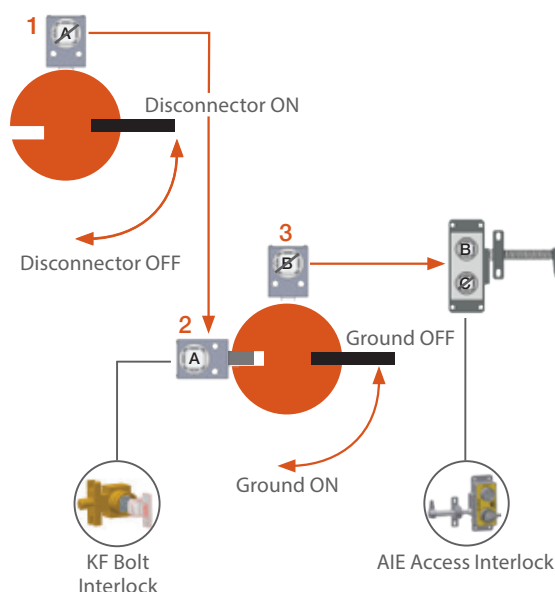 1
A
Disconnector ON
Disconnector OFF
3
B
B
C
2
A
Ground OFF
Ground ON
KF Bolt
Interlock
AIE Access Interlock